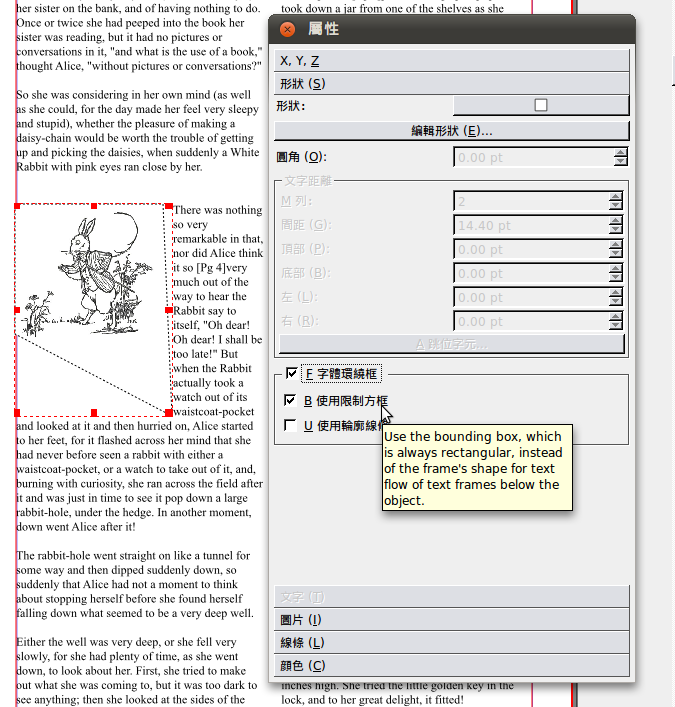 her sister on the bank, and of having nothing to do.
Once or twice she had peeped into the book her
sister was reading, but it had no pictures or
conversations in it, "and what is the use of a book,"
thought Alice, "without pictures or conversations?"
So she was considering in her own mind (as well
as she could, for the day made her feel very sleepy
and stupid), whether the pleasure of making a
daisy-chain would be worth the trouble of getting
up and picking the daisies, when suddenly a White
Rabbit with pink eyes ran close by her.
There was nothing
so very
remarkable in that,
nor did Alice think
it so [Pg 4]very
much out of the
way to hear the
Rabbit say to
itself, "Oh dear!
Oh dear! I shall be
too late!" But
when the Rabbit
actually took a
watch out of its
waistcoat-pocket
and looked at it and then hurried on, Alice started
to her feet, for it flashed across her mind that she
had never before seen a rabbit with either a
waistcoat-pocket, or a watch to take out of it, and,
burning with curiosity, she ran across the field after
it and was just in time to see it pop down a large
rabbit-hole, under the hedge. In another moment,
down went Alice after it!
The rabbit-hole went straight on like a tunnel for
some way and then dipped suddenly down, so
suddenly that Alice had not a moment to think
about stopping herself before she found herself
falling down what seemed to be a very deep well.
Either the well was very deep, or she fell very
slowly, for she had plenty of time, as she went
down, to look about her. First, she tried to make
out what she was coming to, but it was too dark to
see anything; then she looked at the sides of the
took down a jar from one of the shelves as she
屬性
X, Y, Z
形狀 (S)
形狀:
編輯形狀 (E)...
圓角 (O):
0.00 pt
文字距離
M 列:
2
間距 (G):
14.40 pt
頂部 (P):
0.00 pt
底部 (B):
0.00 pt
左 (L):
0.00 pt
右 (R):
0.00 pt
A 跳位字元...
F 字體環繞框
B 使用限制方框
U 使用輪廓線
Use the bounding box, which
is always rectangular, instead
of the frame's shape for text
flow of text frames below the
object.
文字 (T)
圖片 (I)
線條 (L)
顏色 (C)
inches high. She tried the little golden key in the
lock, and to her great delight, it fitted!